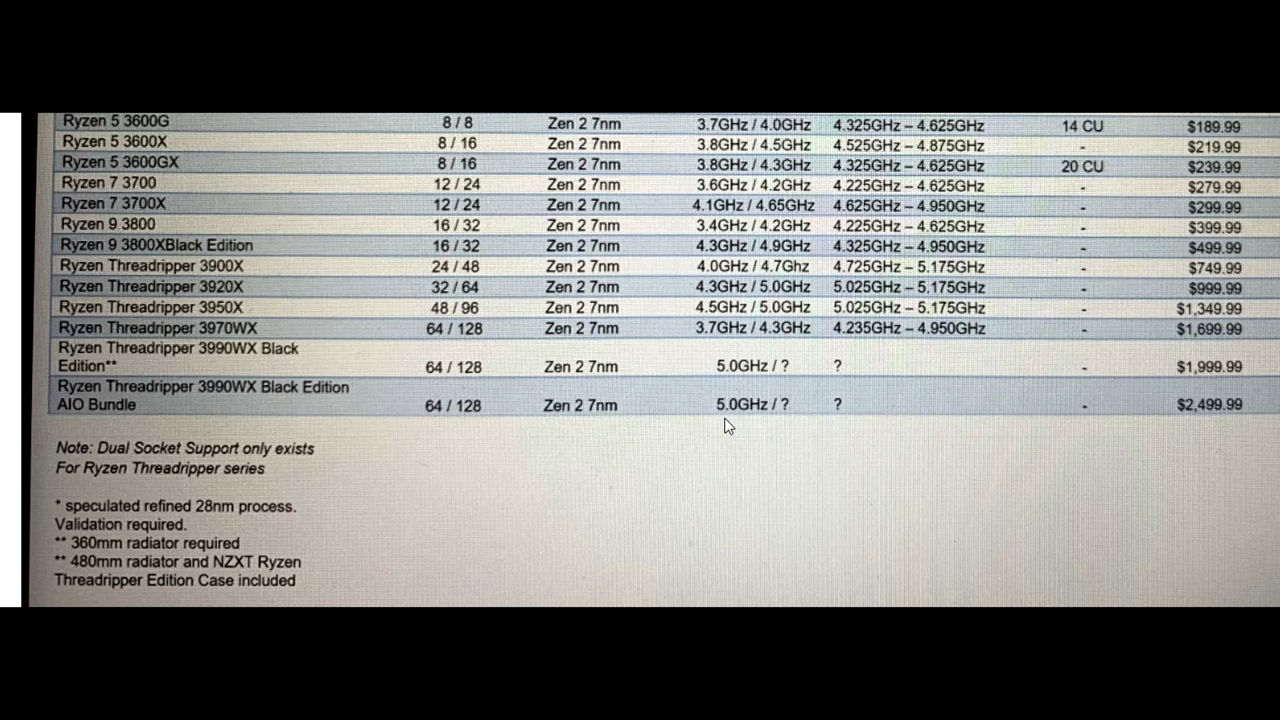 Ryzen 5 3600G 8 / 8 Zen 2 7nm 3.7GHz / 4.0GHz 4.325GHz – 4.625GHz 14 CU $189.99
Ryzen 5 3600X 8 / 16 Zen 2 7nm 3.8GHz / 4.5GHz 4.525GHz – 4.875GHz - $219.99
Ryzen 5 3600GX 8 / 16 Zen 2 7nm 3.8GHz / 4.3GHz 4.325GHz – 4.625GHz 20 CU $239.99
Ryzen 7 3700 12 / 24 Zen 2 7nm 3.6GHz / 4.2GHz 4.225GHz – 4.625GHz - $279.99
Ryzen 7 3700X 12 / 24 Zen 2 7nm 4.1GHz / 4.65GHz 4.625GHz – 4.950GHz - $299.99
Ryzen 9 3800 16 / 32 Zen 2 7nm 3.4GHz / 4.2GHz 4.225GHz – 4.625GHz - $399.99
Ryzen 9 3800XBlack Edition 16 / 32 Zen 2 7nm 4.3GHz / 4.9GHz 4.325GHz – 4.950GHz - $499.99
Ryzen Threadripper 3900X 24 / 48 Zen 2 7nm 4.0GHz / 4.7Ghz 4.725GHz – 5.175GHz - $749.99
Ryzen Threadripper 3920X 32 / 64 Zen 2 7nm 4.3GHz / 5.0GHz 5.025GHz – 5.175GHz - $999.99
Ryzen Threadripper 3950X 48 / 96 Zen 2 7nm 4.5GHz / 5.0GHz 5.025GHz – 5.175GHz - $1,349.99
Ryzen Threadripper 3970WX 64 / 128 Zen 2 7nm 3.7GHz / 4.3GHz 4.235GHz – 4.950GHz - $1,699.99
Ryzen Threadripper 3990WX Black
Edition** 64 / 128 Zen 2 7nm 5.0GHz / ? ? - $1,999.99
Ryzen Threadripper 3990WX Black Edition
AIO Bundle 64 / 128 Zen 2 7nm 5.0GHz / ? ? - $2,499.99
Note: Dual Socket Support only exists
For Ryzen Threadripper series
* speculated refined 28nm process.
Validation required.
** 360mm radiator required
** 480mm radiator and NZXT Ryzen
Threadripper Edition Case included